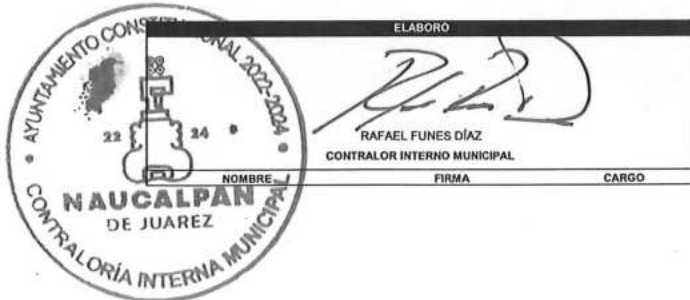 ELABORÓ
RAFAEL FUNES DÍAZ
CONTRALOR INTERNO MUNICIPAL
NOMBRE FIRMA CARGO
AYUNTAMIENTO CONSTITUCIONAL 2022-2024
22 24
NAUCALPAN
DE JUAREZ
CONTRALORÍA INTERNA MUNICIPAL